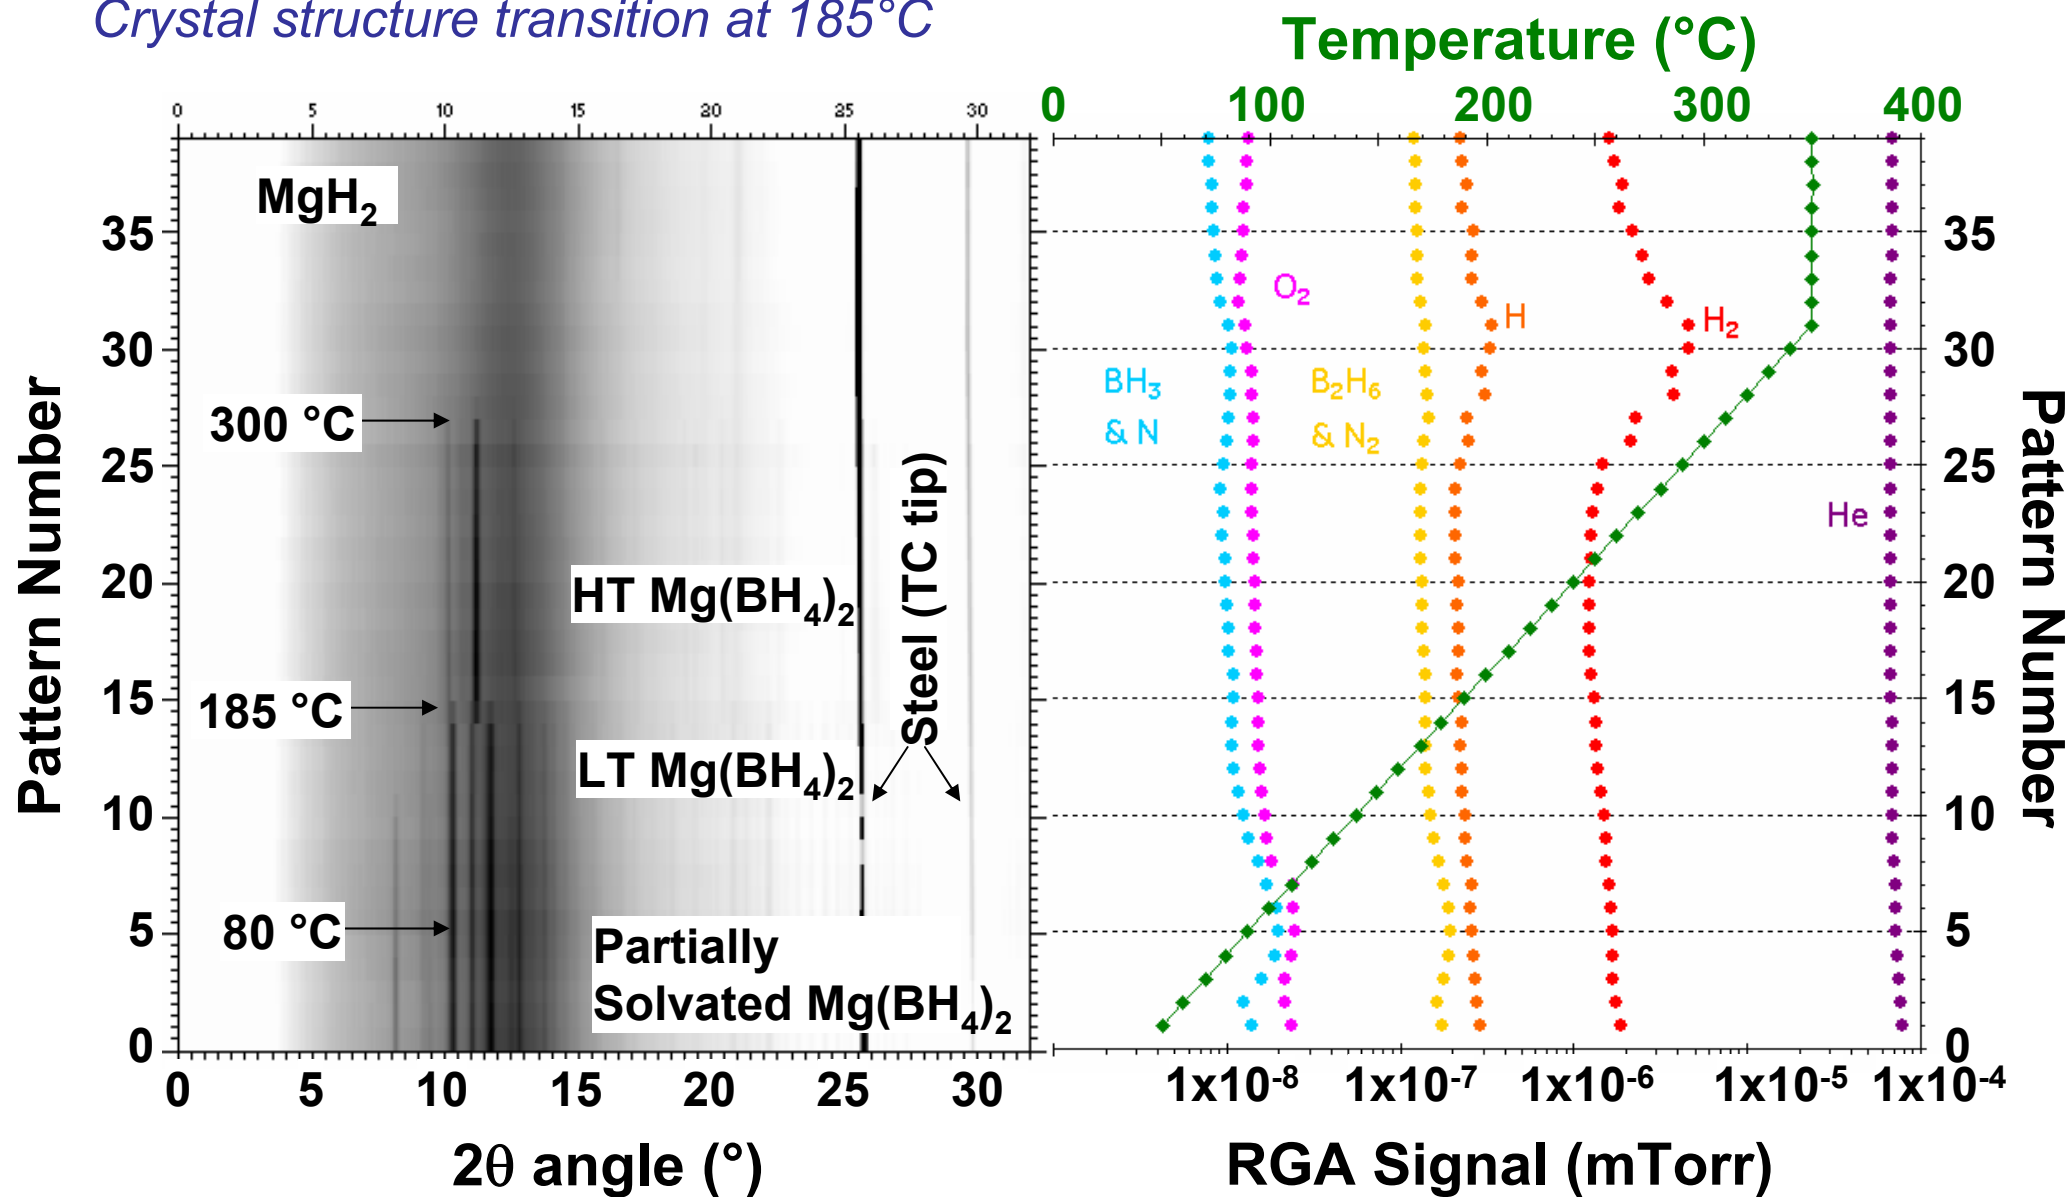 Crystal structure transition at 185°C
Temperature (°C)
0 5 10 15 20 25 30
0 100 200 300 400
MgH₂
35
30
25
20
15
10
5
0
Pattern Number
300 °C
185 °C
80 °C
HT Mg(BH₄)₂
LT Mg(BH₄)₂
Partially
Solvated Mg(BH₄)₂
Steel (TC tip)
0 5 10 15 20 25 30
2θ angle (°)
O₂
H
H₂
BH₃
& N
B₂H₆
& N₂
He
35
30
25
20
15
10
5
0
Pattern Number
1x10⁻⁸ 1x10⁻⁷ 1x10⁻⁶ 1x10⁻⁵ 1x10⁻⁴
RGA Signal (mTorr)